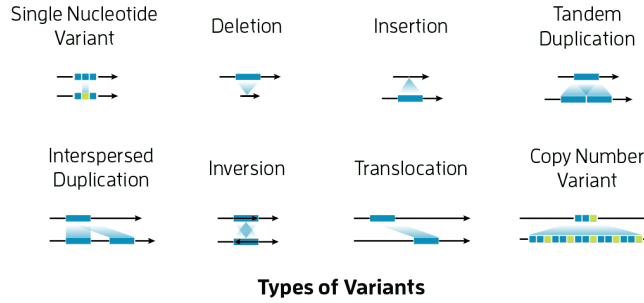 Single Nucleotide
Variant
Deletion
Insertion
Tandem
Duplication
Interspersed
Duplication
Inversion
Translocation
Copy Number
Variant
Types of Variants